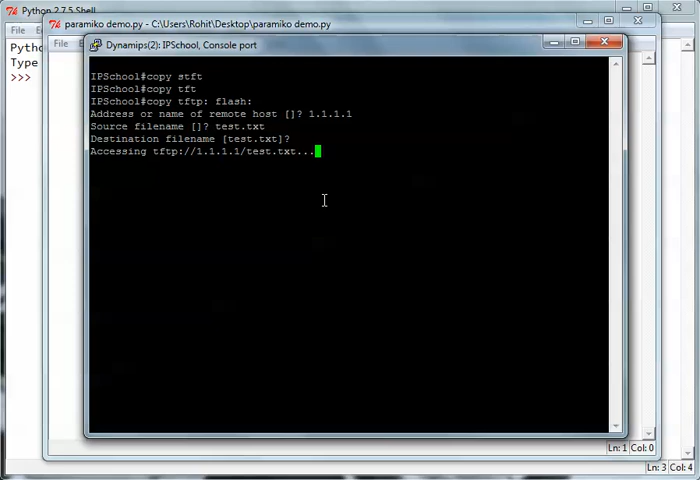 Python 2.7.5 Shell
File
paramiko demo.py - C:\Users\Rohit\Desktop\paramiko demo.py
File
Dynamips(2): IPSchool, Console port
Type
>>>
IPSchool#copy stft
IPSchool#copy tft
IPSchool#copy tftp: flash:
Address or name of remote host []? 1.1.1.1
Source filename []? test.txt
Destination filename [test.txt]?
Accessing tftp://1.1.1.1/test.txt...
Ln: 1 Col: 0
Ln: 3 Col: 4